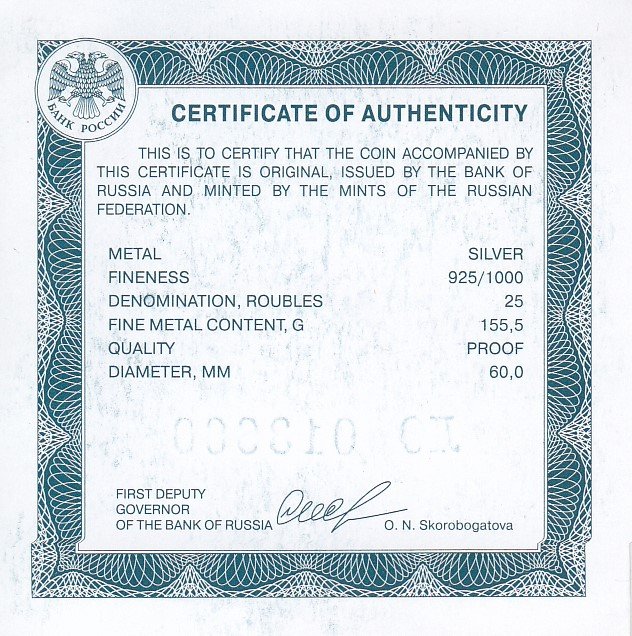 БАНК РОССИИ
CERTIFICATE OF AUTHENTICITY
THIS IS TO CERTIFY THAT THE COIN ACCOMPANIED BY
THIS CERTIFICATE IS ORIGINAL, ISSUED BY THE BANK OF
RUSSIA AND MINTED BY THE MINTS OF THE RUSSIAN
FEDERATION.
METAL SILVER
FINENESS 925/1000
DENOMINATION, ROUBLES 25
FINE METAL CONTENT, G 155,5
QUALITY PROOF
DIAMETER, MM 60,0
FIRST DEPUTY
GOVERNOR
OF THE BANK OF RUSSIA O. N. Skorobogatova